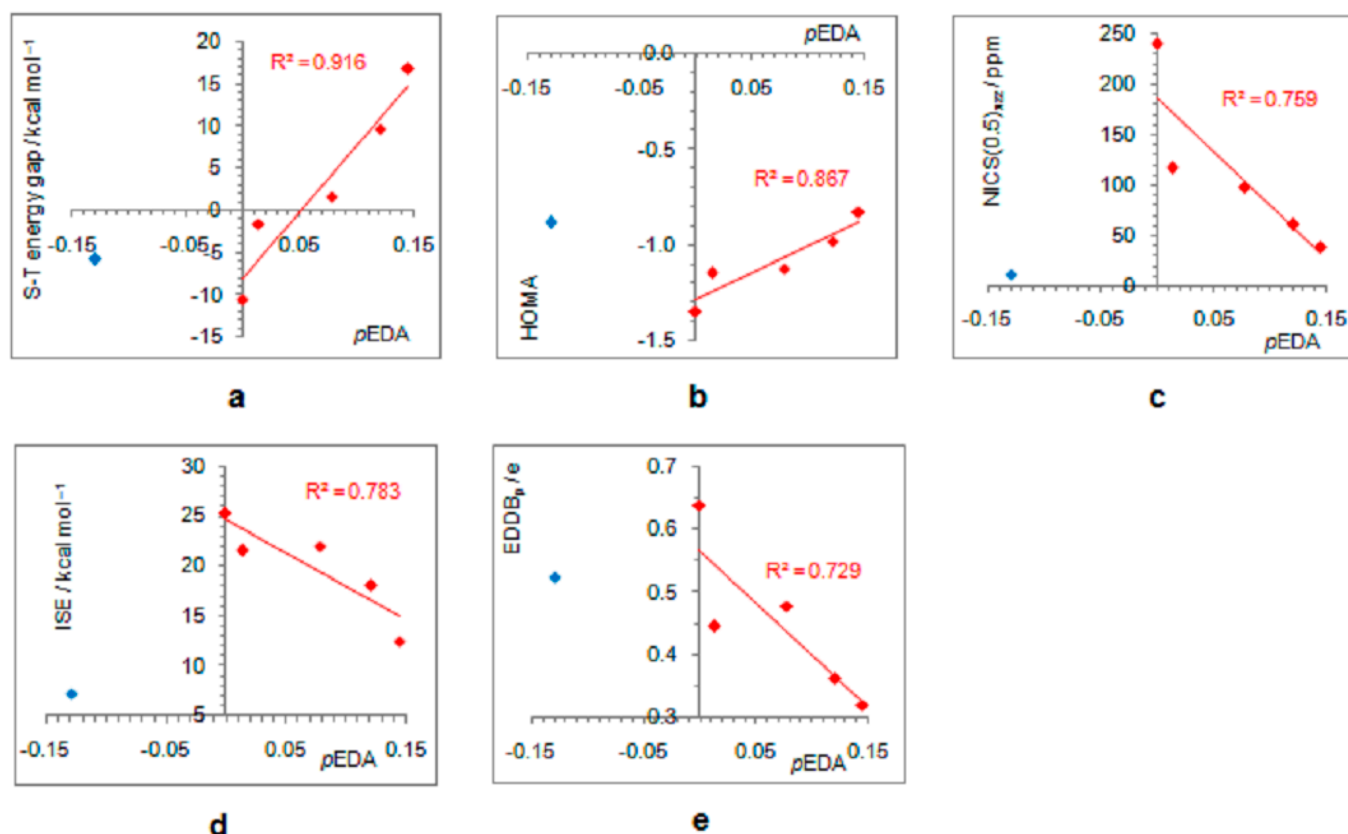 S-T energy gap / kcal mol⁻¹
20
15
10
5
0
-5
-10
-15
-0.15
-0.05
0.05
0.15
R² = 0.916
pEDA
a
pEDA
0.0
-0.15
-0.05
0.05
0.15
-0.5
-1.0
-1.5
R² = 0.867
HOMA
b
NICS(0.5)zz / ppm
250
200
150
100
50
0
R² = 0.759
-0.15
-0.05
0.05
0.15
pEDA
c
ISE / kcal mol⁻¹
30
25
20
15
10
5
R² = 0.783
-0.15
-0.05
0.05
0.15
pEDA
d
EDDBp / e
0.7
0.6
0.5
0.4
0.3
R² = 0.729
-0.15
-0.05
0.05
0.15
pEDA
e